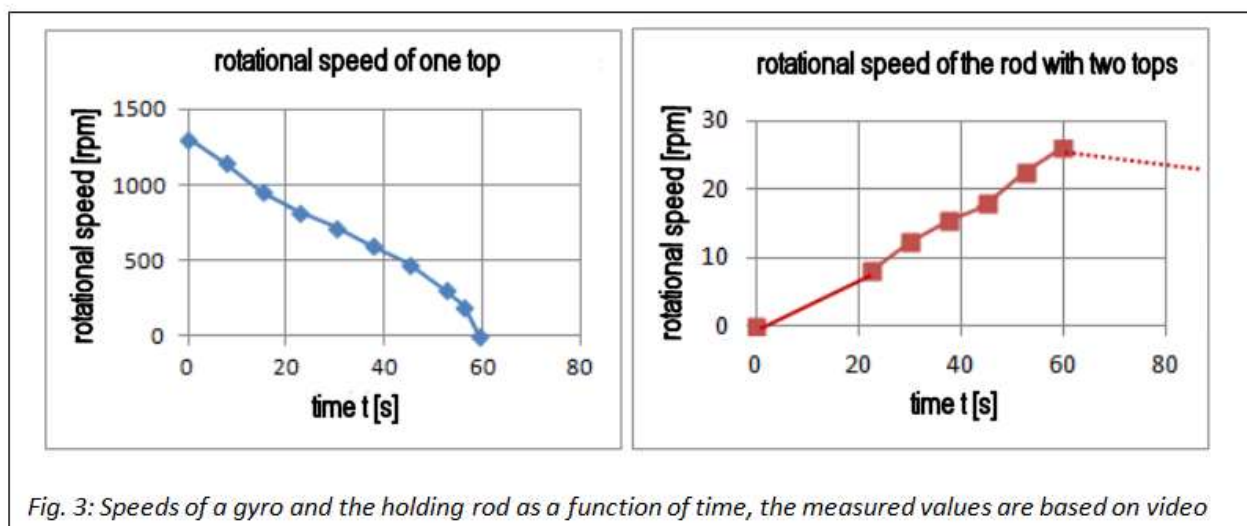 rotational speed of one top
rotational speed [rpm]
1500
1000
500
0
0 20 40 60 80
time t [s]
rotational speed of the rod with two tops
rotational speed [rpm]
30
20
10
0
0 20 40 60 80
time t [s]
Fig. 3: Speeds of a gyro and the holding rod as a function of time, the measured values are based on video